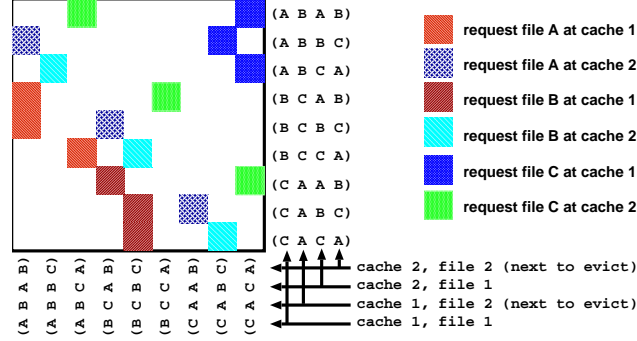 (A B A B)
(A B B C)
(A B C A)
(B C A B)
(B C B C)
(B C C A)
(C A A B)
(C A B C)
(C A C A)
request file A at cache 1
request file A at cache 2
request file B at cache 1
request file B at cache 2
request file C at cache 1
request file C at cache 2
(A B A B)
(A B B C)
(A B C A)
(B C A B)
(B C B C)
(B C C A)
(C A A B)
(C A B C)
(C A C A)
cache 2, file 2 (next to evict)
cache 2, file 1
cache 1, file 2 (next to evict)
cache 1, file 1